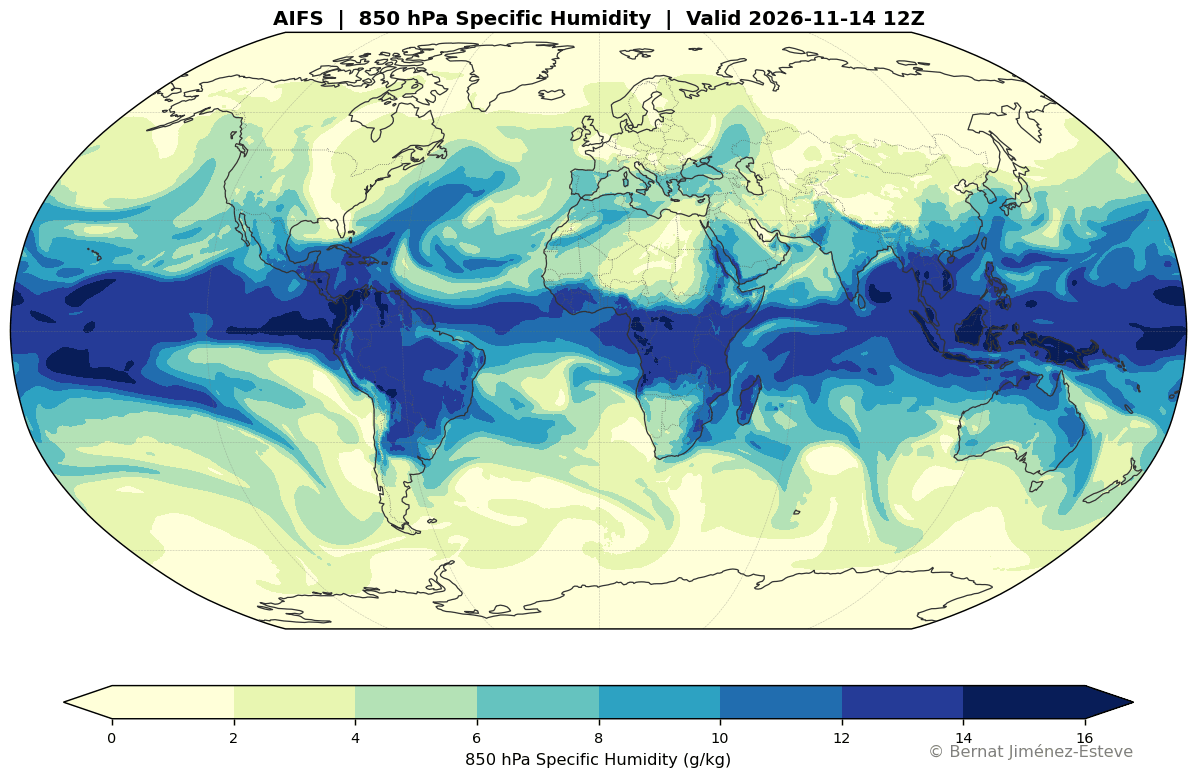 AIFS | 850 hPa Specific Humidity | Valid 2026-11-14 12Z
0 2 4 6 8 10 12 14 16
850 hPa Specific Humidity (g/kg)
© Bernat Jiménez-Esteve